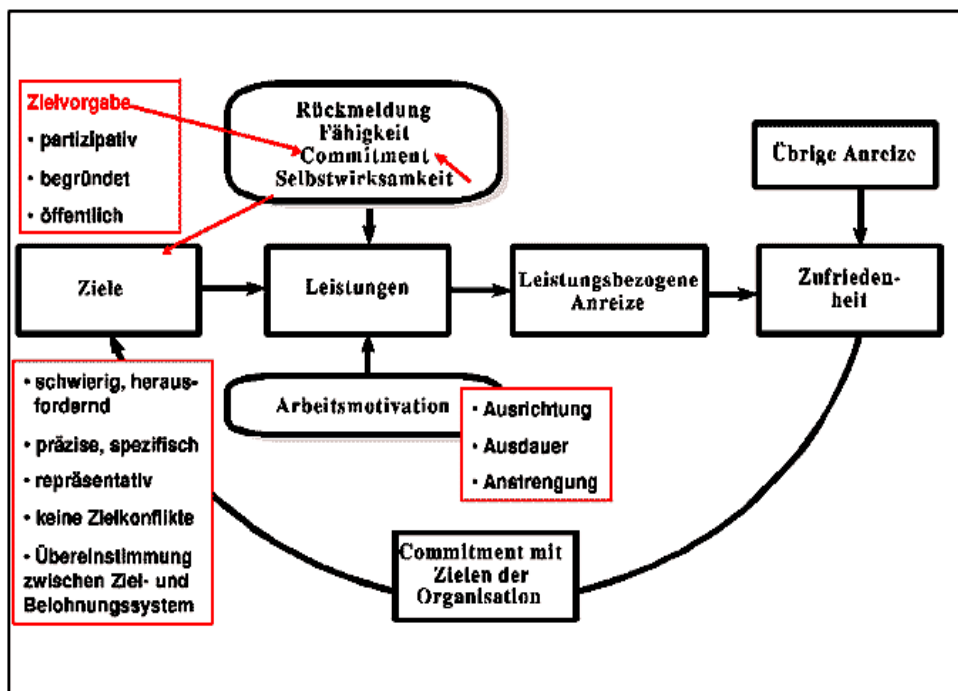 Zielvorgabe
• partizipativ
• begründet
• öffentlich
Rückmeldung
Fähigkeit
Commitment
Selbstwirksamkeit
Übrige Anreize
Ziele
Leistungen
Leistungsbezogene
Anreize
Zufrieden-
heit
• schwierig, heraus-
fordernd
• präzise, spezifisch
• repräsentativ
• keine Zielkonflikte
• Übereinstimmung
zwischen Ziel- und
Belohnungssystem
Arbeitsmotivation
• Ausrichtung
• Ausdauer
• Anstrengung
Commitment mit
Zielen der
Organisation